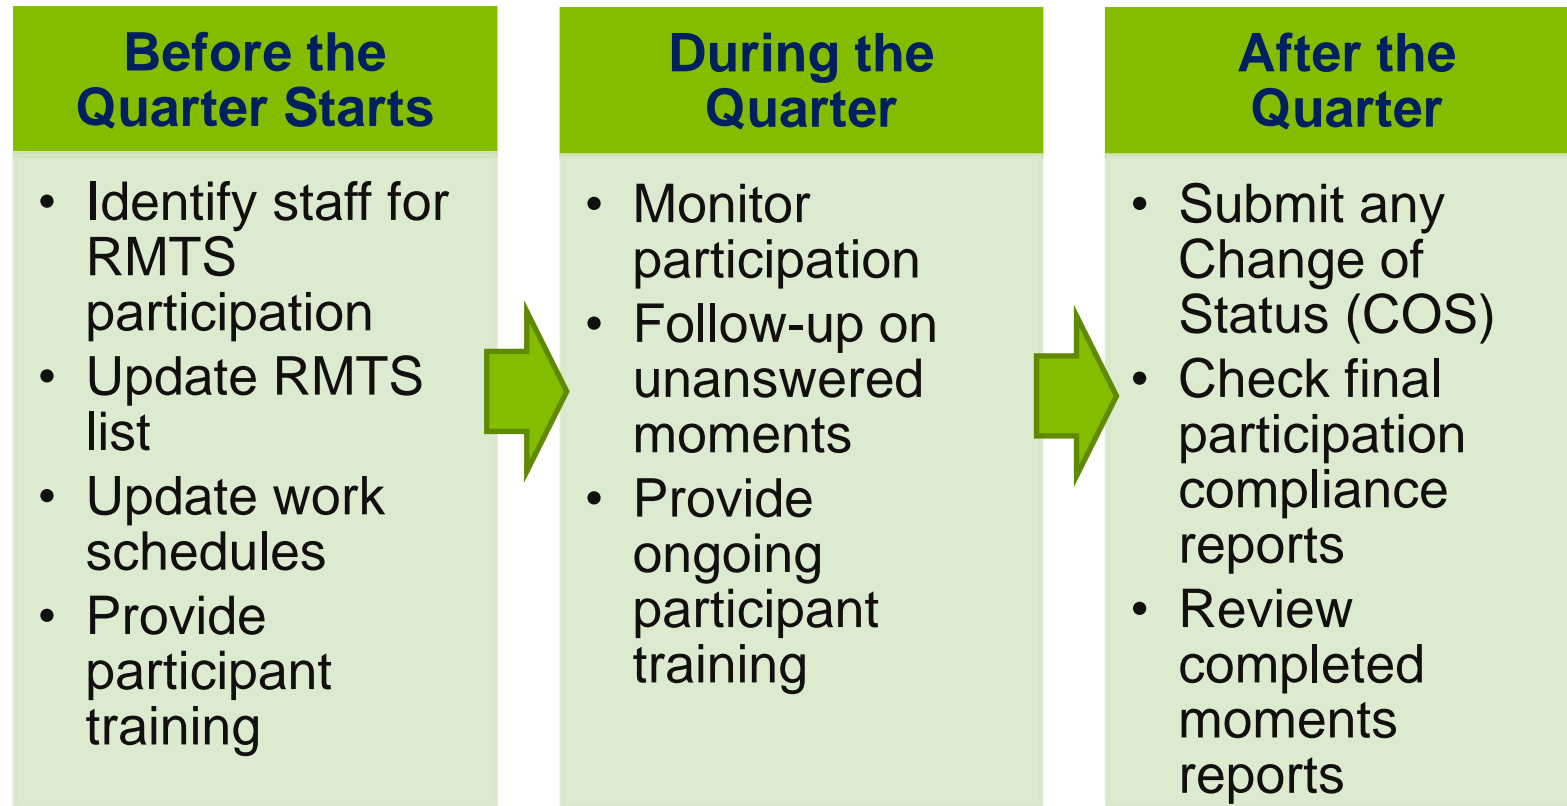 Before the
Quarter Starts
• Identify staff for
RMTS
participation
• Update RMTS
list
• Update work
schedules
• Provide
participant
training
During the
Quarter
• Monitor
participation
• Follow-up on
unanswered
moments
• Provide
ongoing
participant
training
After the
Quarter
• Submit any
Change of
Status (COS)
• Check final
participation
compliance
reports
• Review
completed
moments
reports